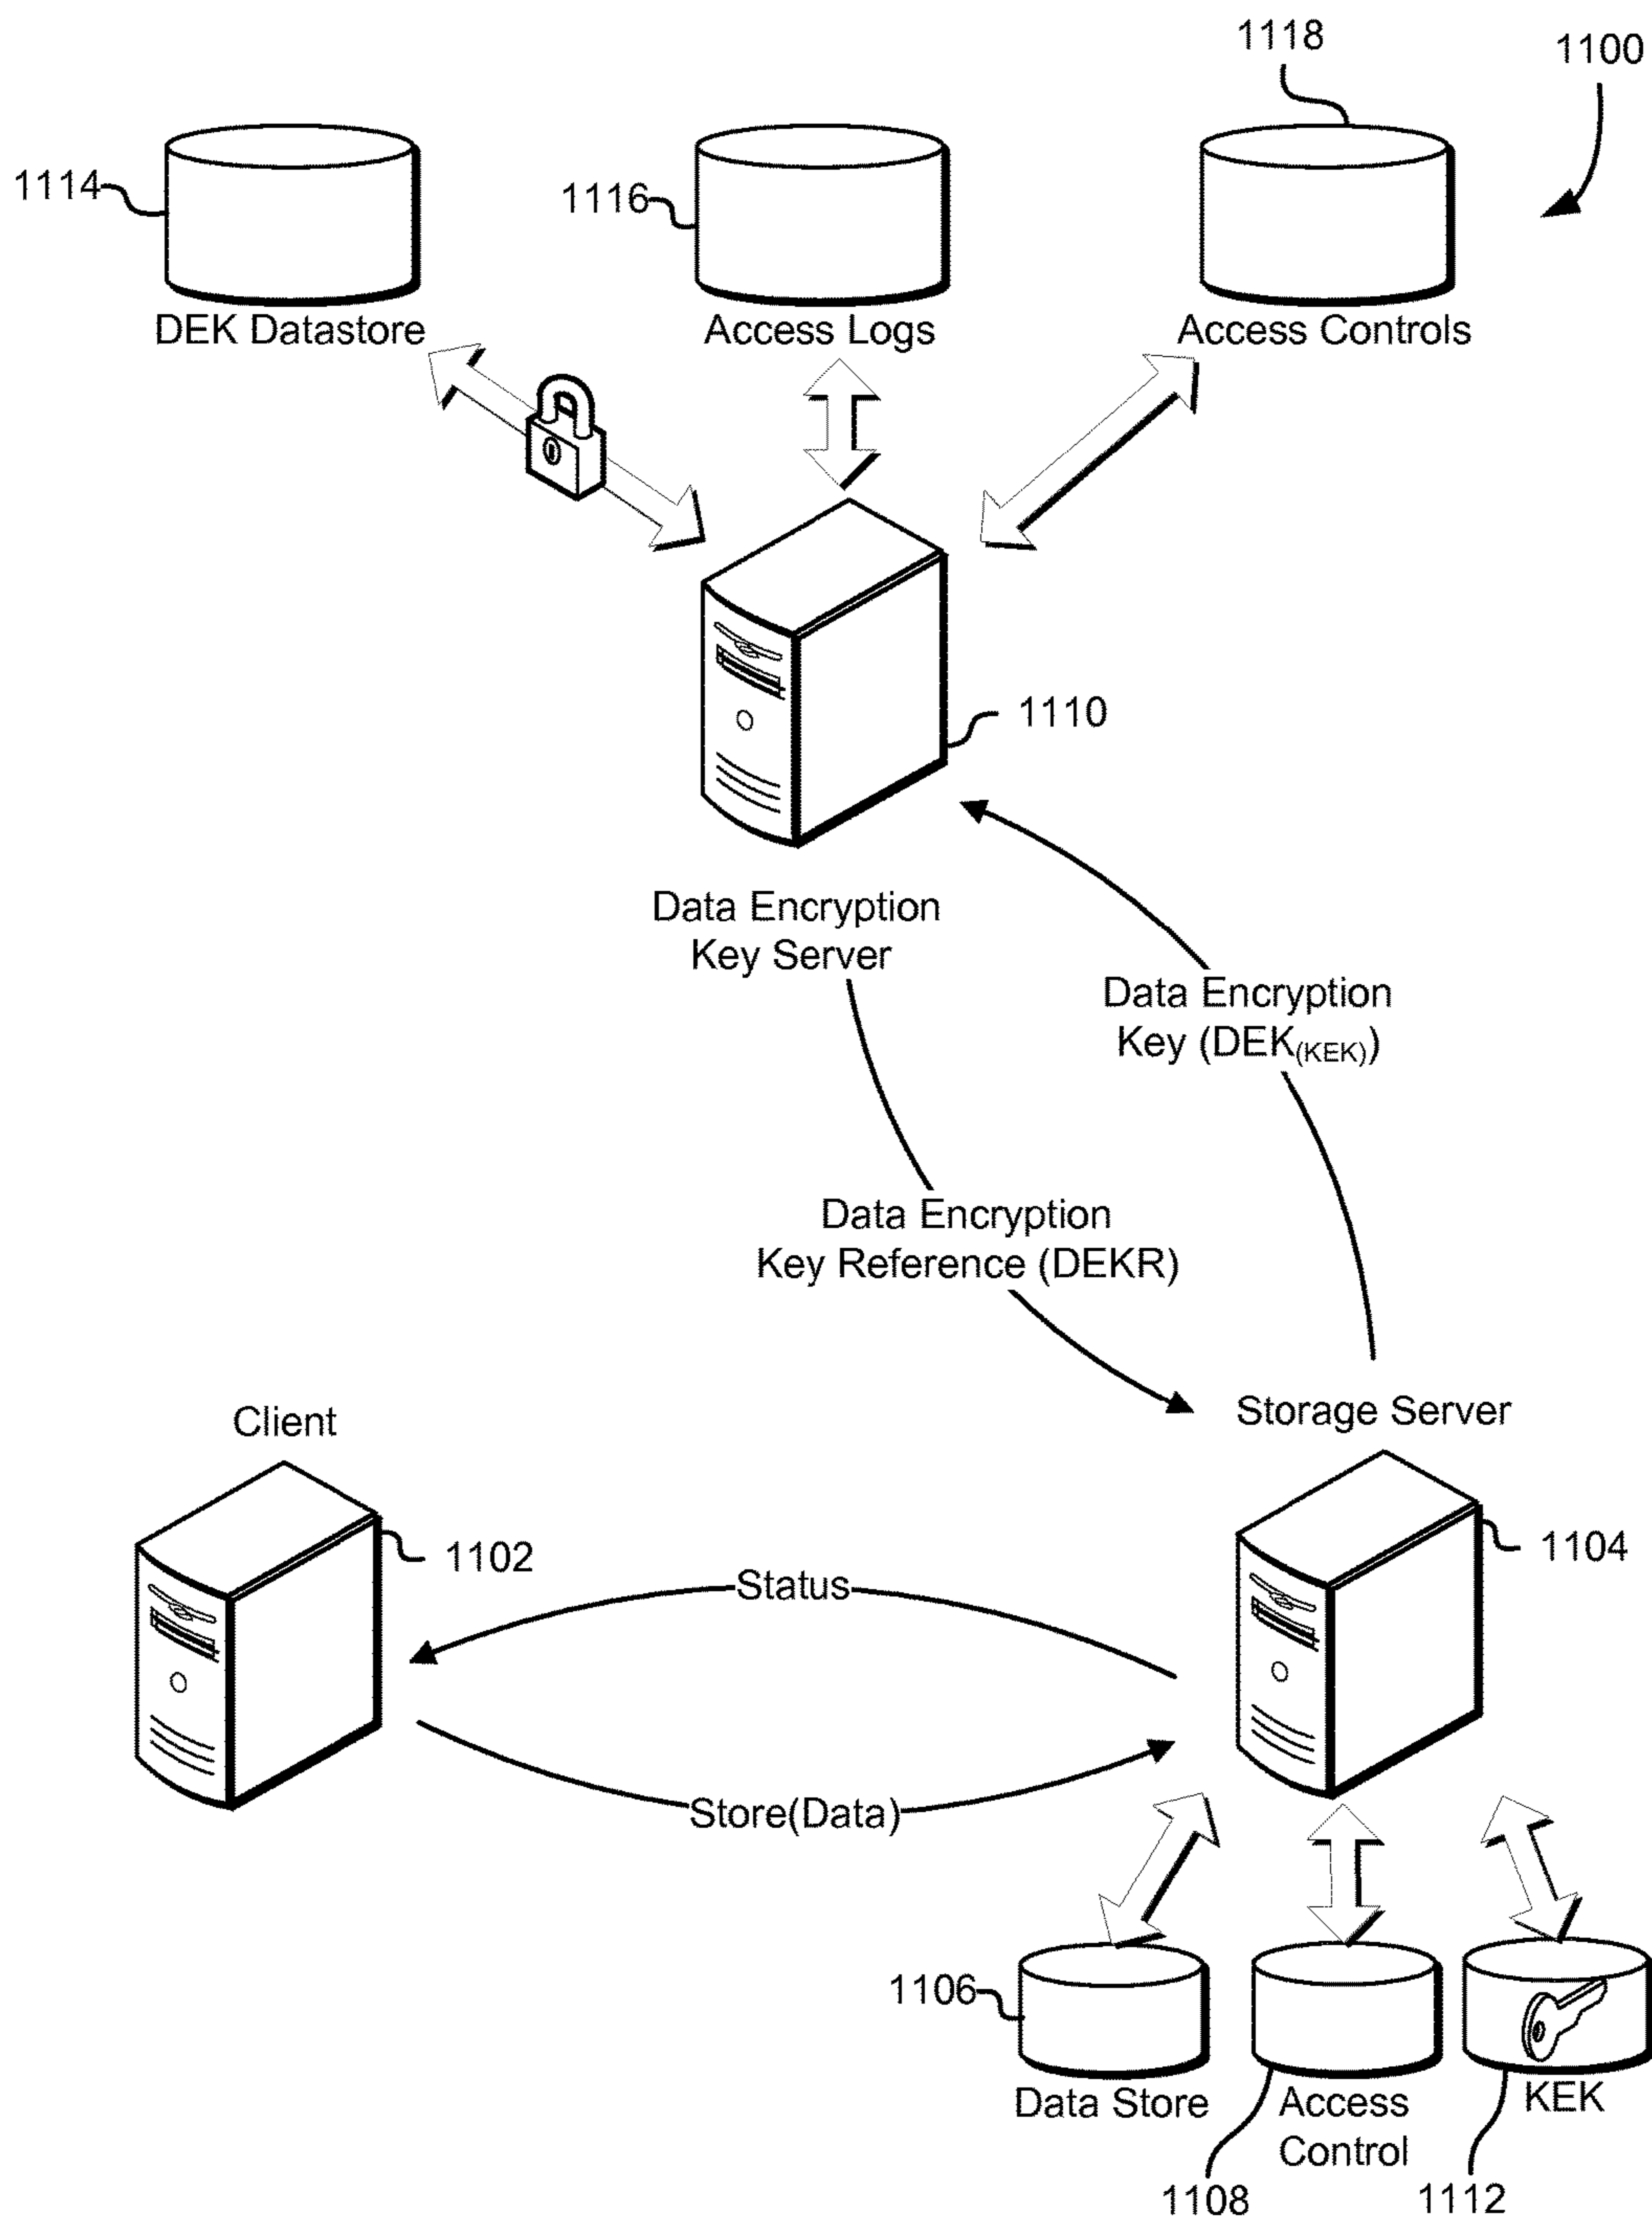 1118
1100
1114
1116
DEK Datastore
Access Logs
Access Controls
1110
Data Encryption
Key Server
Data Encryption
Key (DEK(KEK))
Data Encryption
Key Reference (DEKR)
Client
Storage Server
1102
1104
Status
Store(Data)
1106
Data Store
Access
Control
KEK
1108
1112